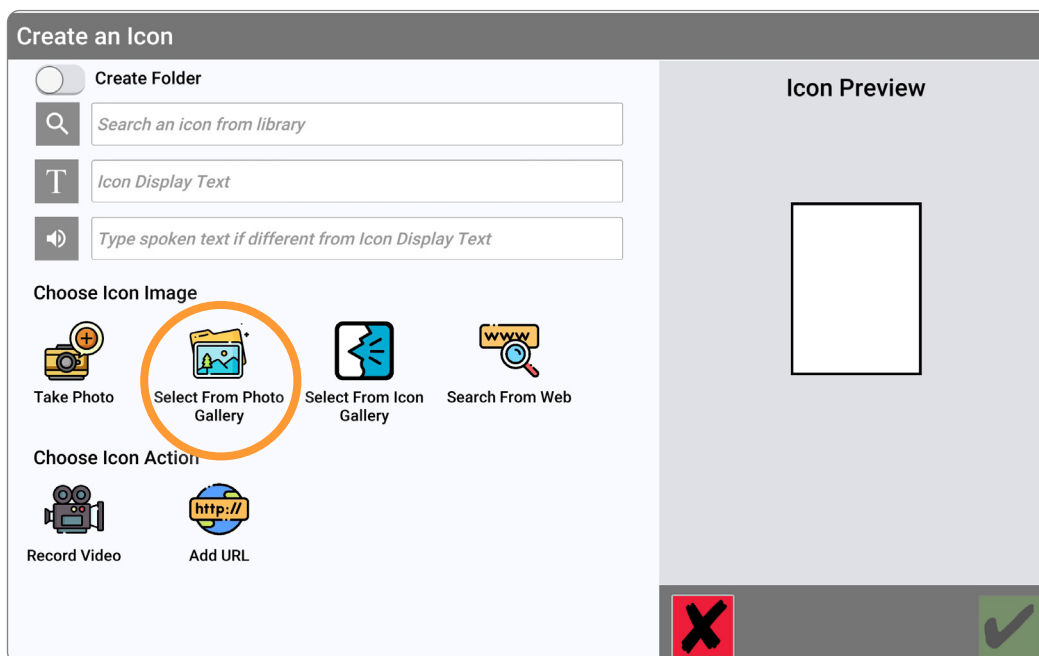 Create an Icon
Create Folder
Icon Preview
Search an icon from library
T
Icon Display Text
Type spoken text if different from Icon Display Text
Choose Icon Image
www
Take Photo
Select From Photo
Gallery
Select From Icon
Gallery
Search From Web
Choose Icon Action
http://
Record Video
Add URL